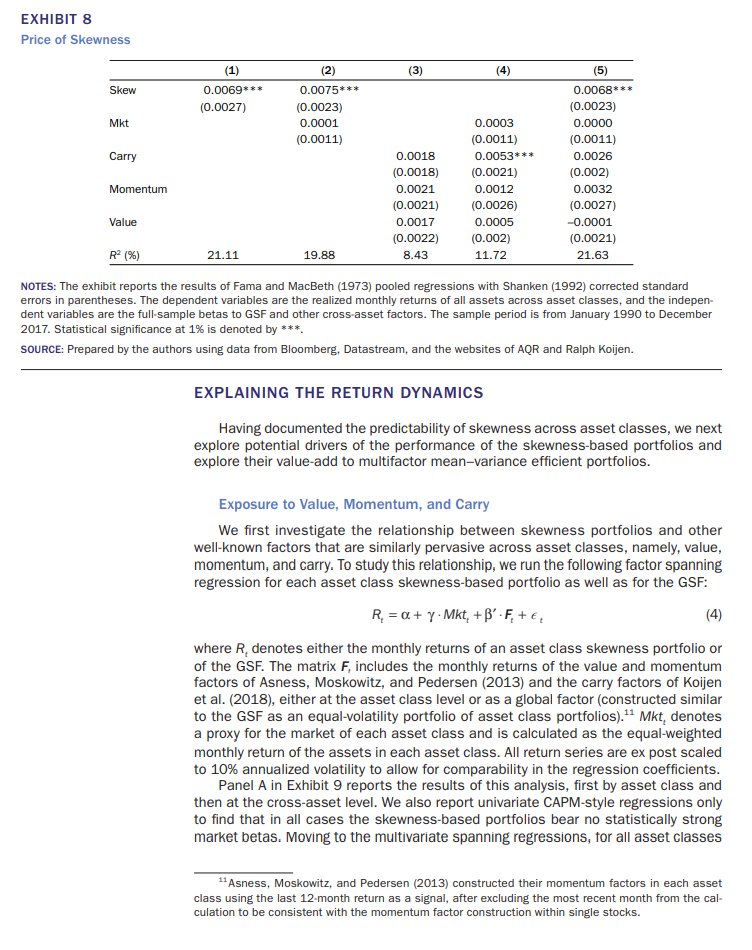 EXHIBIT 8
Price of Skewness
(1) (2) (3) (4) (5)
Skew 0.0069*** 0.0075*** 0.0068***
(0.0027) (0.0023) (0.0023)
Mkt 0.0001 0.0003 0.0000
(0.0011) (0.0011) (0.0011)
Carry 0.0018 0.0053*** 0.0026
(0.0018) (0.0021) (0.002)
Momentum 0.0021 0.0012 0.0032
(0.0021) (0.0026) (0.0027)
Value 0.0017 0.0005 –0.0001
(0.0022) (0.002) (0.0021)
R² (%) 21.11 19.88 8.43 11.72 21.63
NOTES: The exhibit reports the results of Fama and MacBeth (1973) pooled regressions with Shanken (1992) corrected standard
errors in parentheses. The dependent variables are the realized monthly returns of all assets across asset classes, and the indepen-
dent variables are the full-sample betas to GSF and other cross-asset factors. The sample period is from January 1990 to December
2017. Statistical significance at 1% is denoted by ***.
SOURCE: Prepared by the authors using data from Bloomberg, Datastream, and the websites of AQR and Ralph Koijen.
EXPLAINING THE RETURN DYNAMICS
Having documented the predictability of skewness across asset classes, we next
explore potential drivers of the performance of the skewness-based portfolios and
explore their value-add to multifactor mean–variance efficient portfolios.
Exposure to Value, Momentum, and Carry
We first investigate the relationship between skewness portfolios and other
well-known factors that are similarly pervasive across asset classes, namely, value,
momentum, and carry. To study this relationship, we run the following factor spanning
regression for each asset class skewness-based portfolio as well as for the GSF:
Rₜ = α + γ · Mktₜ + β′ · Fₜ + ϵₜ (4)
where Rₜ denotes either the monthly returns of an asset class skewness portfolio or
of the GSF. The matrix Fₜ includes the monthly returns of the value and momentum
factors of Asness, Moskowitz, and Pedersen (2013) and the carry factors of Koijen
et al. (2018), either at the asset class level or as a global factor (constructed similar
to the GSF as an equal-volatility portfolio of asset class portfolios).¹¹ Mktₜ denotes
a proxy for the market of each asset class and is calculated as the equal-weighted
monthly return of the assets in each asset class. All return series are ex post scaled
to 10% annualized volatility to allow for comparability in the regression coefficients.
Panel A in Exhibit 9 reports the results of this analysis, first by asset class and
then at the cross-asset level. We also report univariate CAPM-style regressions only
to find that in all cases the skewness-based portfolios bear no statistically strong
market betas. Moving to the multivariate spanning regressions, for all asset classes
¹¹Asness, Moskowitz, and Pedersen (2013) constructed their momentum factors in each asset
class using the last 12-month return as a signal, after excluding the most recent month from the cal-
culation to be consistent with the momentum factor construction within single stocks.